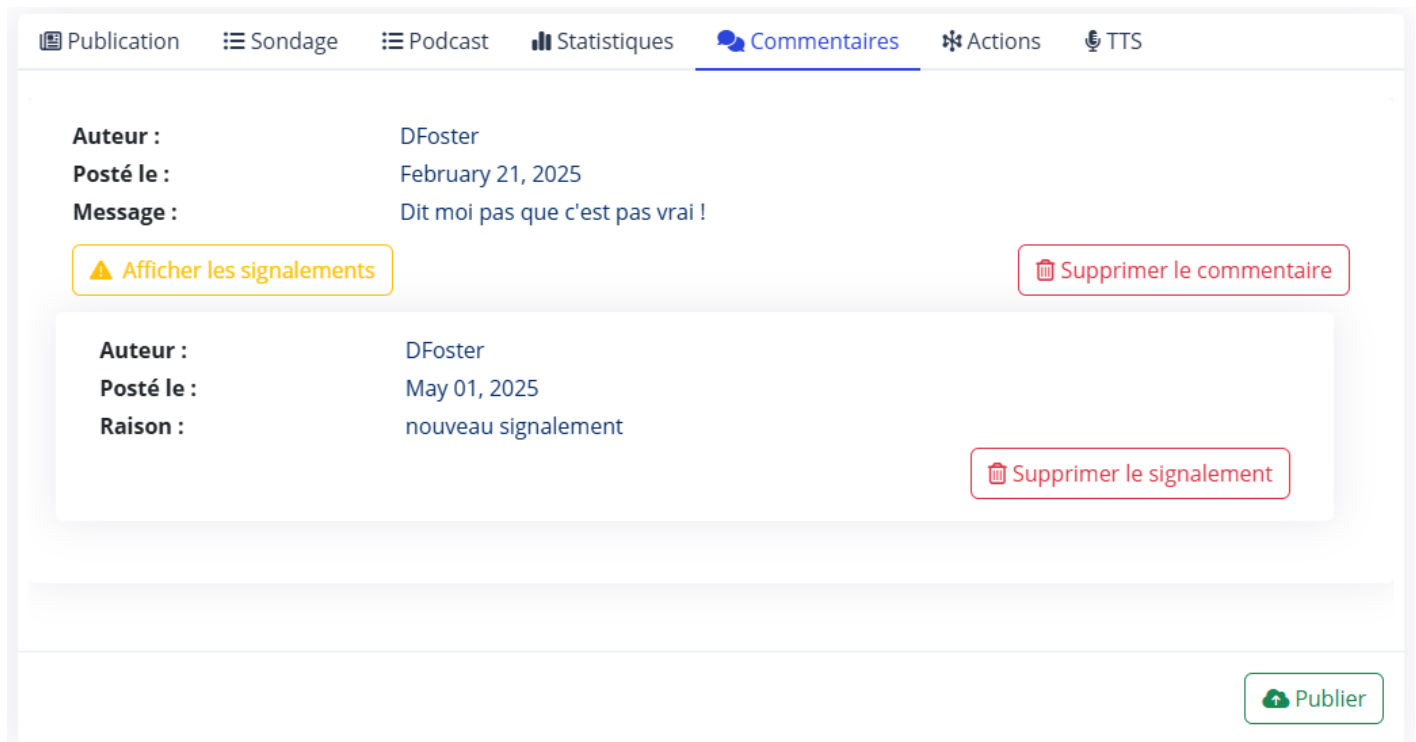 Publication Sondage Podcast Statistiques Commentaires Actions TTS
Auteur : DFoster
Posté le : February 21, 2025
Message : Dit moi pas que c'est pas vrai !
Afficher les signalements Supprimer le commentaire
Auteur : DFoster
Posté le : May 01, 2025
Raison : nouveau signalement
Supprimer le signalement
Publier